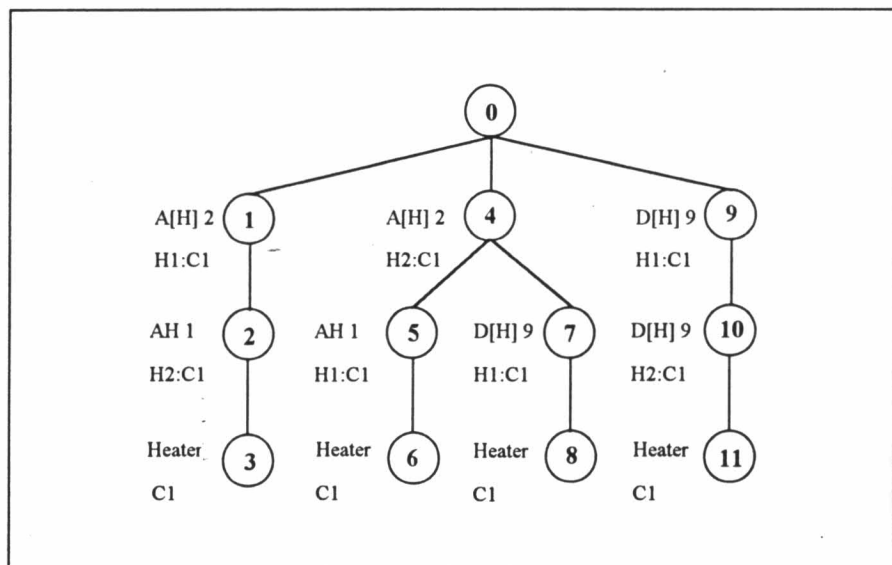 0
A[H] 2 1 A[H] 2 4 D[H] 9 9
H1:C1 H2:C1 H1:C1
AH 1 2 AH 1 5 D[H] 9 7 D[H] 9 10
H2:C1 H1:C1 H1:C1 H2:C1
Heater 3 Heater 6 Heater 8 Heater 11
C1 C1 C1 C1